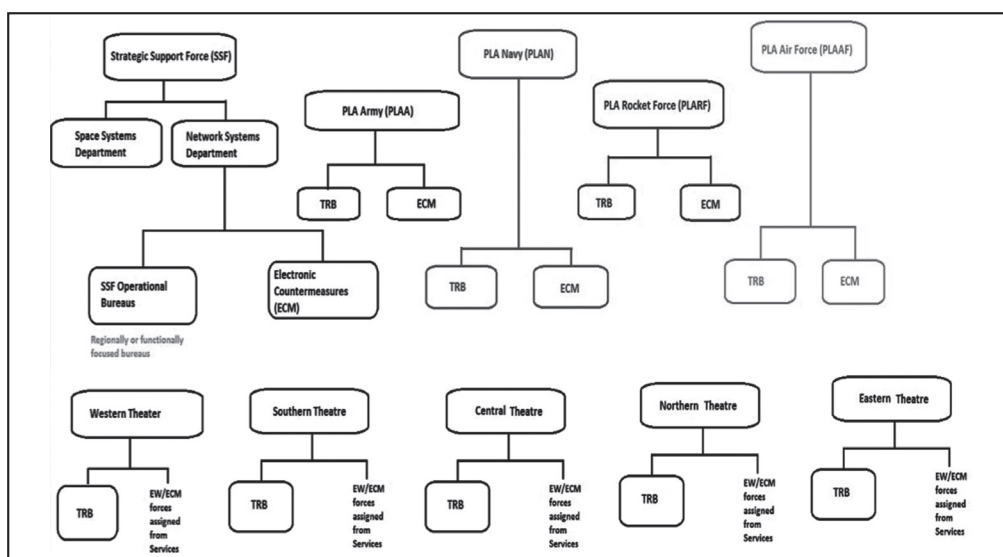 Strategic Support Force (SSF)
PLA Navy (PLAN)
PLA Air Force (PLAAF)
PLA Army (PLAA)
PLA Rocket Force (PLARF)
Space Systems
Department
Network Systems
Department
TRB
ECM
TRB
ECM
SSF Operational
Bureaus
Electronic
Countermeasures
(ECM)
TRB
ECM
TRB
ECM
Regionally or functionally
focused bureaus
Western Theater
Southern Theatre
Central Theatre
Northern Theatre
Eastern Theatre
TRB
EW/ECM
forces
assigned
from
Services
TRB
EW/ECM
forces
assigned
from
Services
TRB
EW/ECM
forces
assigned
from
Services
TRB
EW/ECM
forces
assigned
from
Services
TRB
EW/ECM
forces
assigned
from
Services